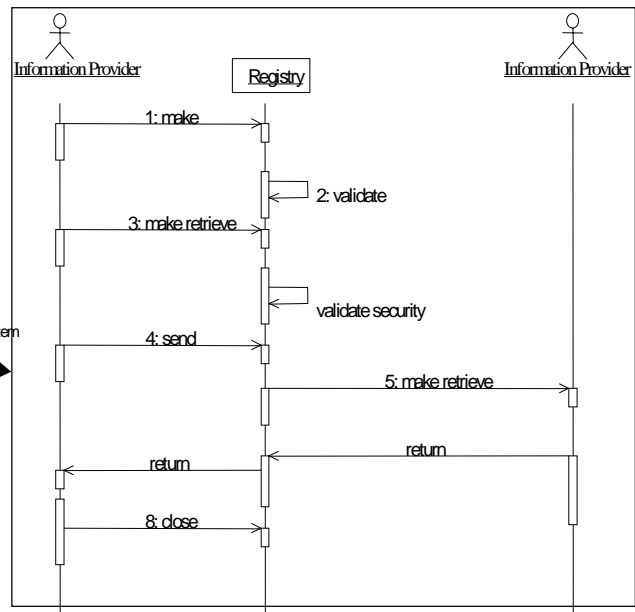 Information Provider
Registry
Information Provider
1: make
2: validate
3: make retrieve
validate security
4: send
5: make retrieve
return
return
8: close